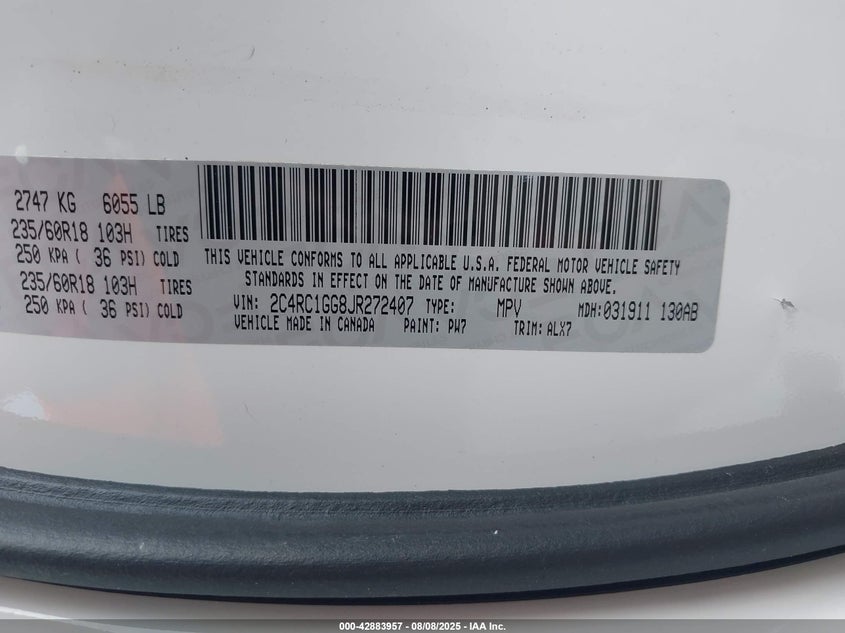 2747 KG 6055 LB
235/60R18 103H TIRES
250 KPA ( 36 PSI) COLD
235/60R18 103H TIRES
250 KPA ( 36 PSI) COLD
THIS VEHICLE CONFORMS TO ALL APPLICABLE U.S.A. FEDERAL MOTOR VEHICLE SAFETY
STANDARDS IN EFFECT ON THE DATE OF MANUFACTURE SHOWN ABOVE.
VIN: 2C4RC1GG8JR272407 TYPE: MPV MDH:031911 130AB
VEHICLE MADE IN CANADA PAINT: PW7 TRIM: ALX7
000-42883957 - 08/08/2025 - IAA Inc.